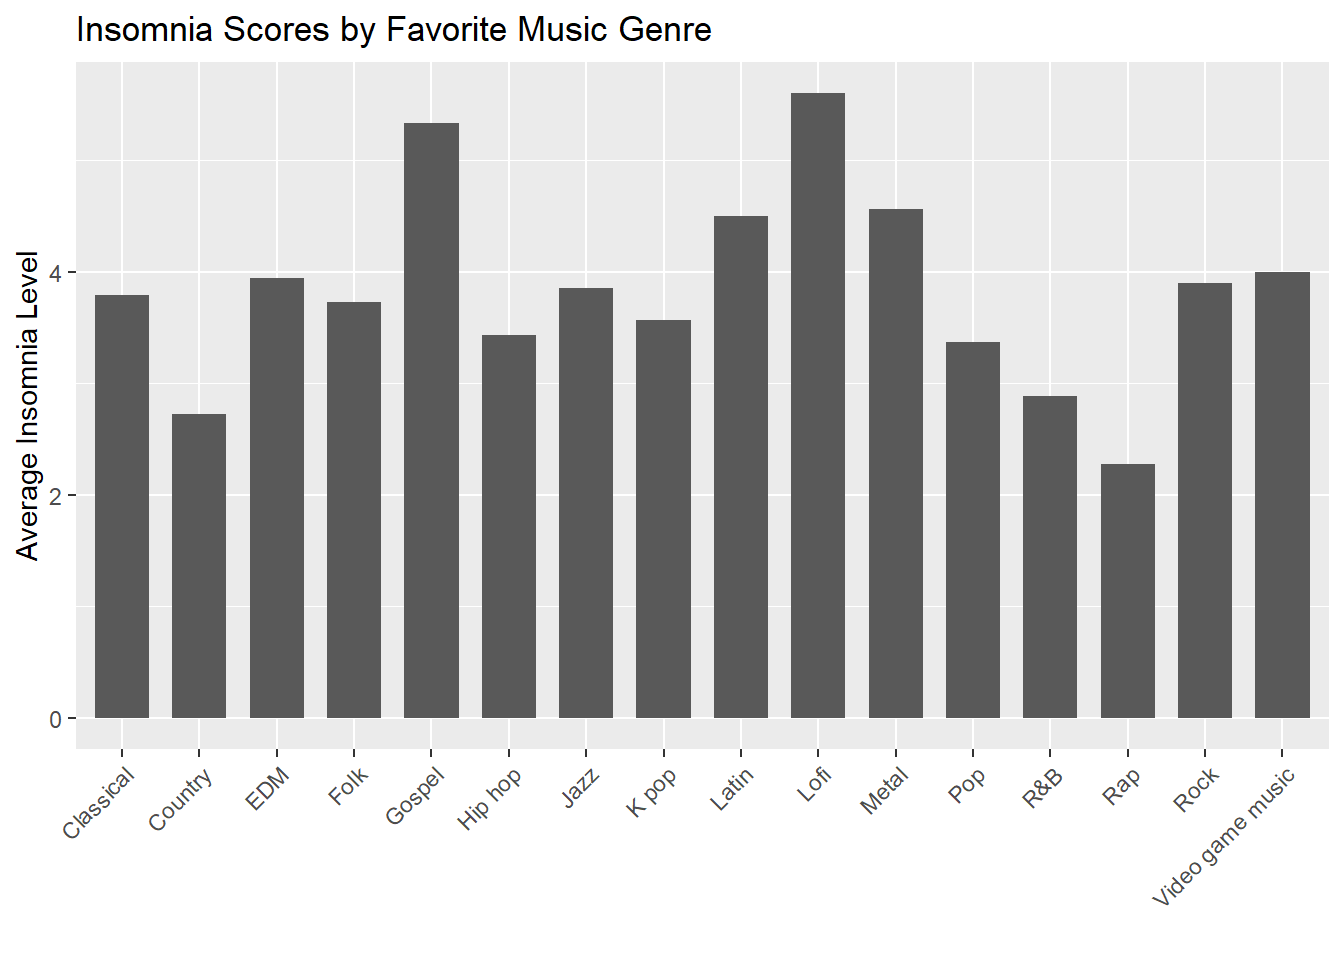 Insomnia Scores by Favorite Music Genre
Average Insomnia Level
4
2
0
Classical
Country
EDM
Folk
Gospel
Hip hop
Jazz
K pop
Latin
Lofi
Metal
Pop
R&B
Rap
Rock
Video game music